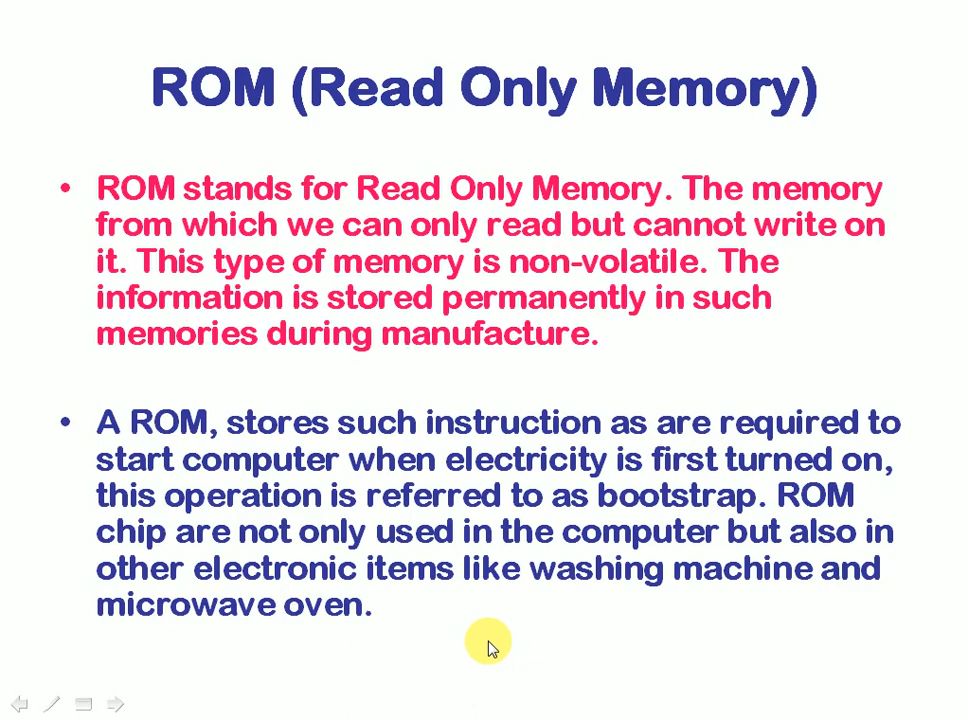 ROM (Read Only Memory)
• ROM stands for Read Only Memory. The memory
from which we can only read but cannot write on
it. This type of memory is non-volatile. The
information is stored permanently in such
memories during manufacture.
• A ROM, stores such instruction as are required to
start computer when electricity is first turned on,
this operation is referred to as bootstrap. ROM
chip are not only used in the computer but also in
other electronic items like washing machine and
microwave oven.